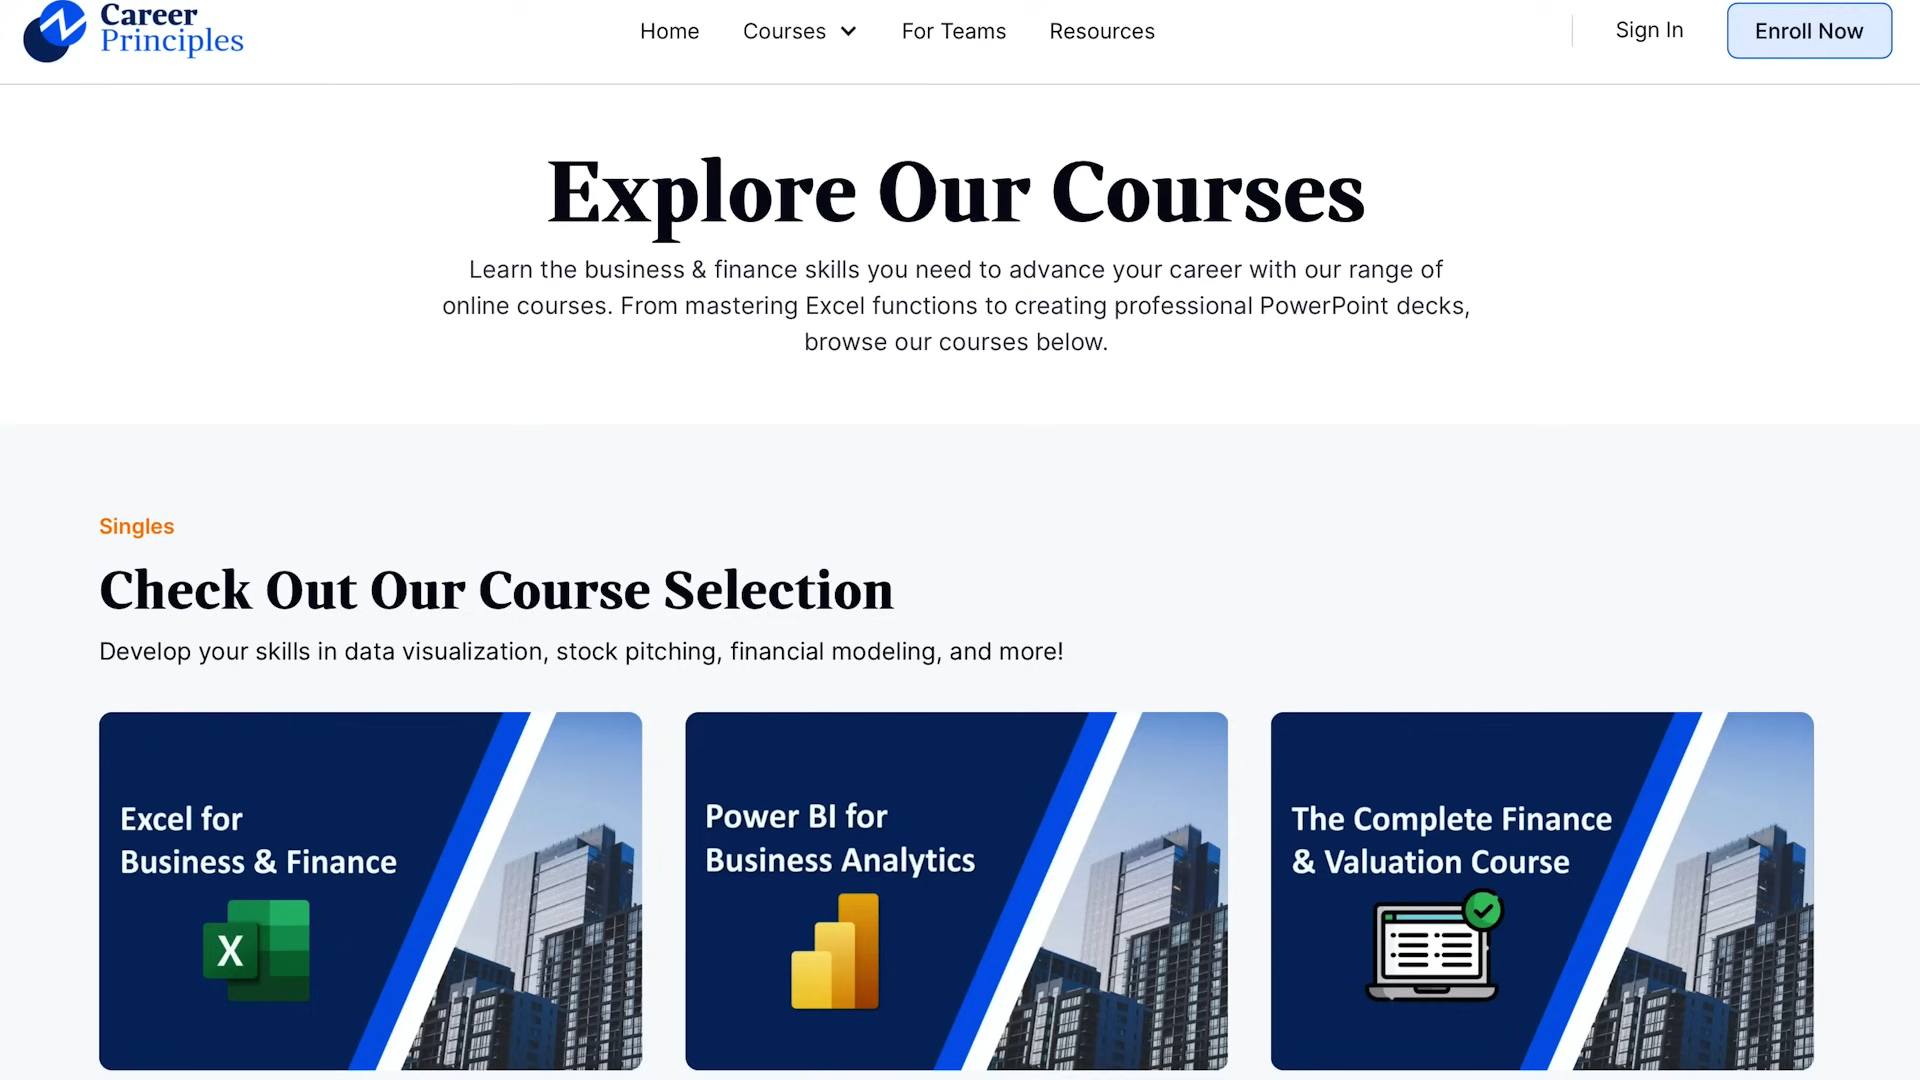 Career
Principles
Home
Courses
For Teams
Resources
Sign In
Enroll Now
Explore Our Courses
Learn the business & finance skills you need to advance your career with our range of
online courses. From mastering Excel functions to creating professional PowerPoint decks,
browse our courses below.
Singles
Check Out Our Course Selection
Develop your skills in data visualization, stock pitching, financial modeling, and more!
Excel for
Business & Finance
X
Power BI for
Business Analytics
The Complete Finance
& Valuation Course